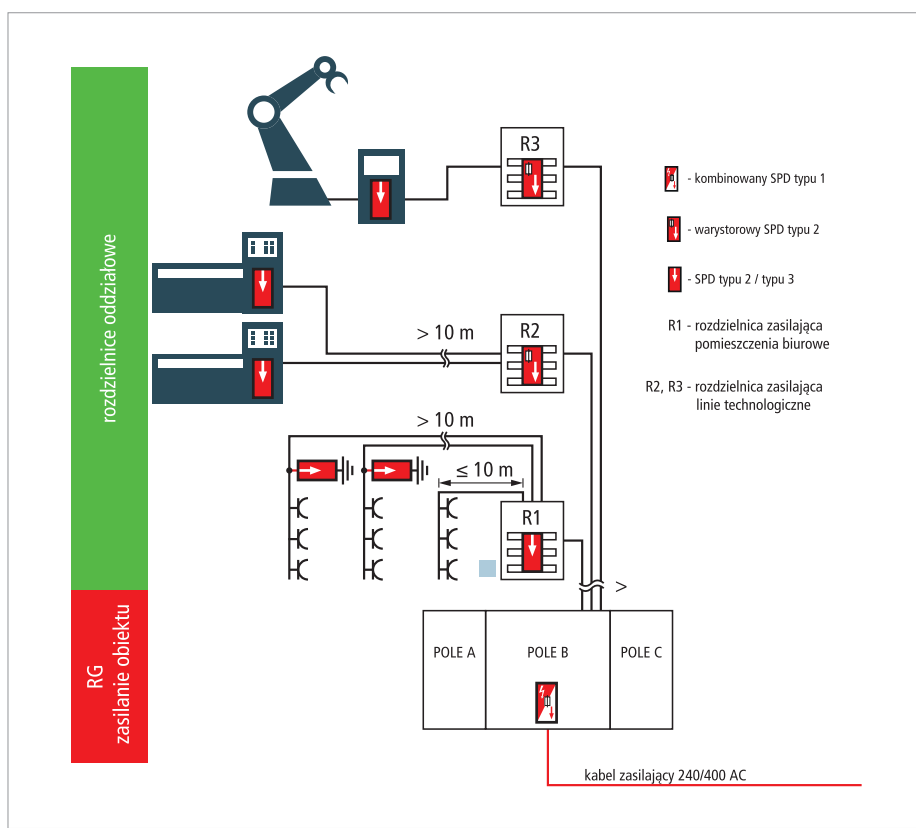 rozdzielnice oddziałowe
RG
zasilanie obiektu
R3
> 10 m
R2
> 10 m
≤ 10 m
R1
>
POLE A
POLE B
POLE C
kabel zasilający 240/400 AC
- kombinowany SPD typu 1
- warystorowy SPD typu 2
- SPD typu 2 / typu 3
R1 - rozdzielnica zasilająca
pomieszczenia biurowe
R2, R3 - rozdzielnica zasilająca
linie technologiczne